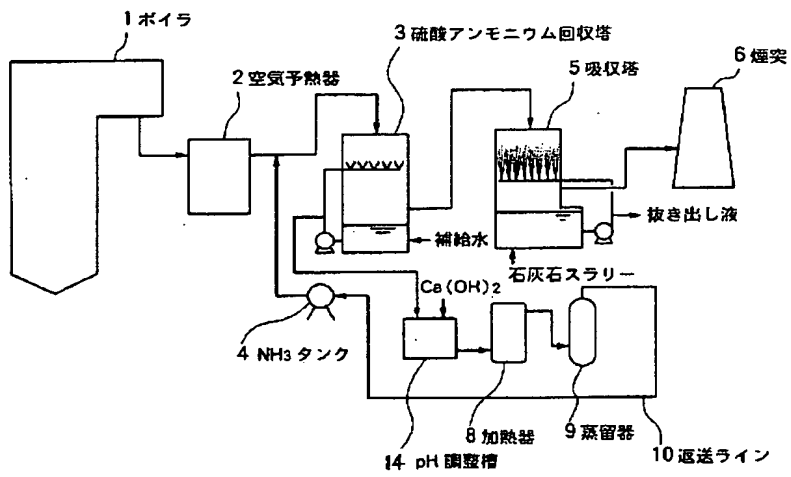 1 ボイラ
2 空気予熱器
3 硫酸アンモニウム回収塔
5 吸収塔
6 煙突
補給水
抜き出し液
石灰石スラリー
Ca(OH)2
4 NH3 タンク
8 加熱器
9 蒸留器
10 返送ライン
14 pH 調整槽